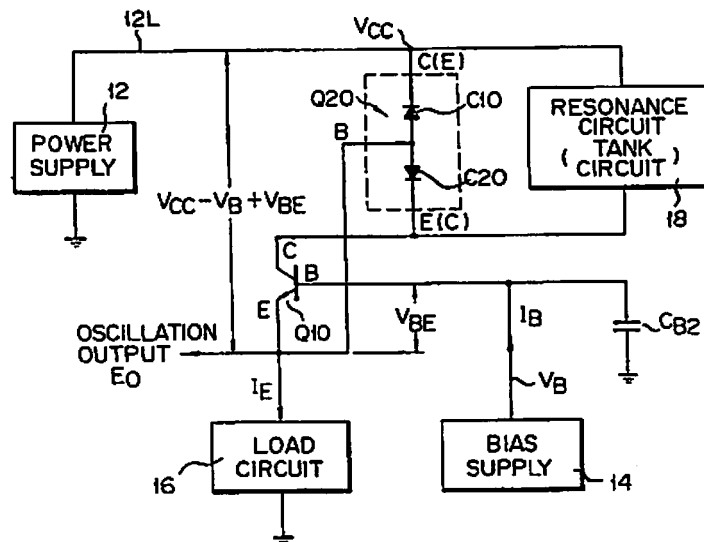 12L
VCC
C(E)
12
POWER
SUPPLY
Q20
C10
B
C20
RESONANCE
CIRCUIT
( TANK )
CIRCUIT
18
VCC-VB+VBE
E(C)
C
B
E
Q10
VBE
IB
CB2
OSCILLATION
OUTPUT
EO
IE
VB
LOAD
CIRCUIT
16
BIAS
SUPPLY
14